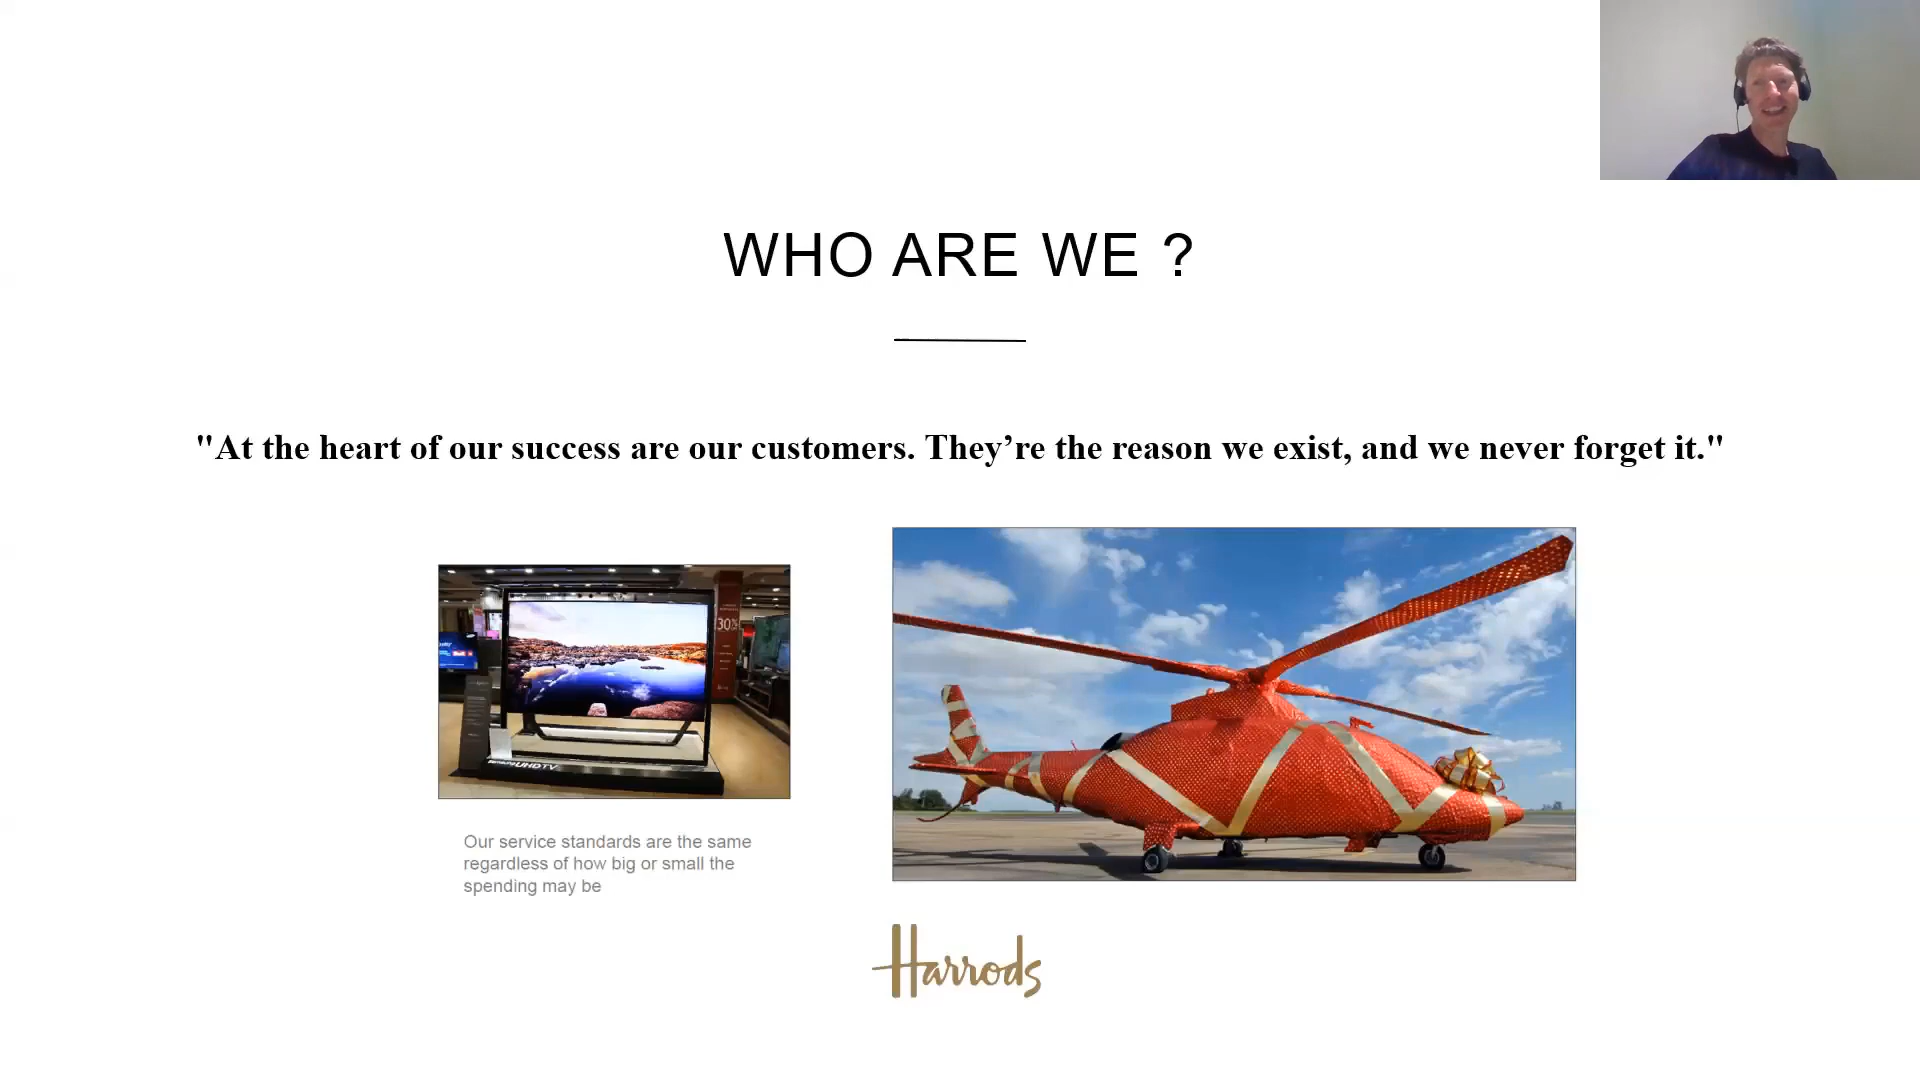 WHO ARE WE ?
"At the heart of our success are our customers. They’re the reason we exist, and we never forget it."
30%
UHDTV
Our service standards are the same
regardless of how big or small the
spending may be
Harrods